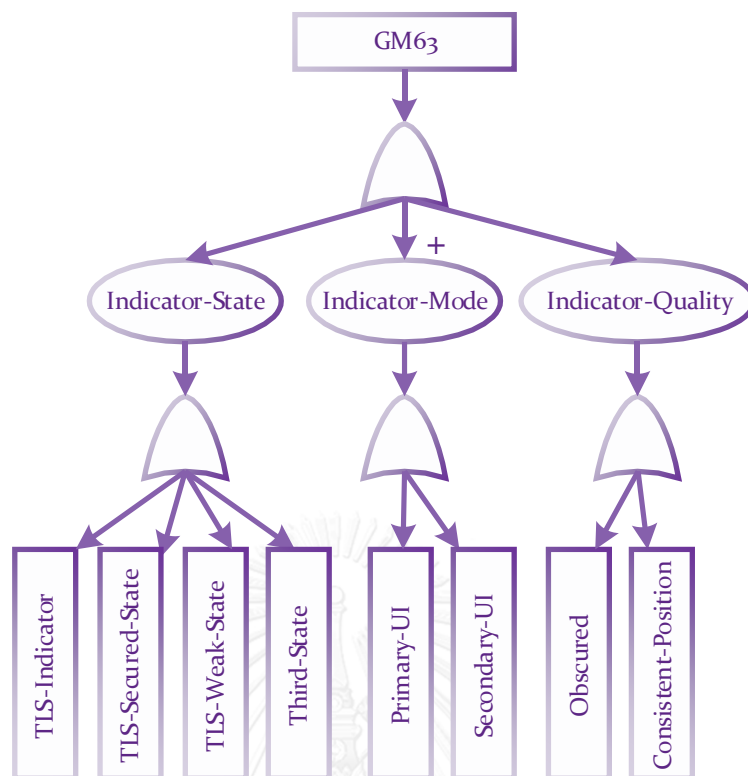 GM63
+
Indicator-State
Indicator-Mode
Indicator-Quality
TLS-Indicator
TLS-Secured-State
TLS-Weak-State
Third-State
Primary-UI
Secondary-UI
Obscured
Consistent-Position